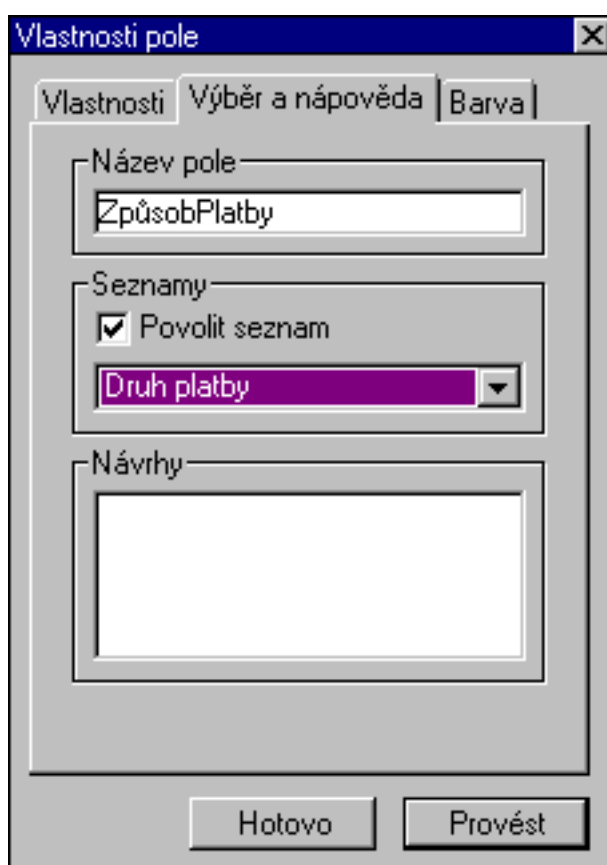 Vlastnosti pole
Vlastnosti Výběr a nápověda Barva
Název pole
ZpůsobPlatby
Seznamy
Povolit seznam
Druh platby
Návrhy
Hotovo Provést